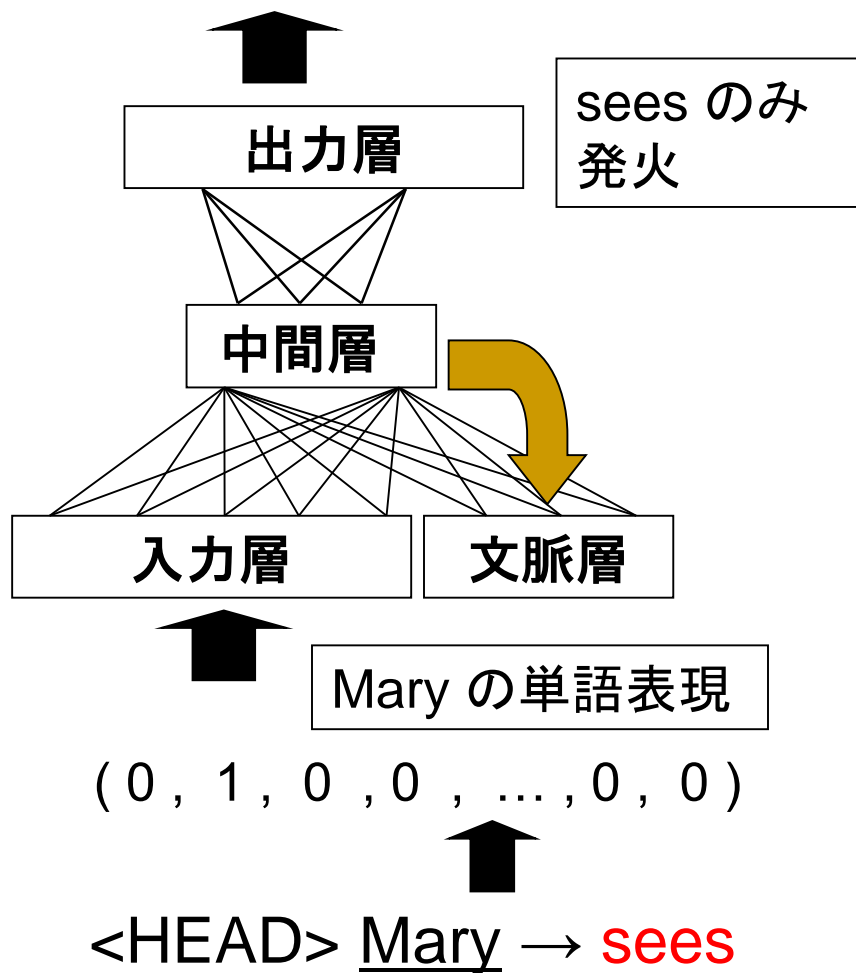 sees のみ
発火
出力層
中間層
入力層
文脈層
Mary の単語表現
( 0 , 1 , 0 , 0 , … , 0 , 0 )
<HEAD> Mary → sees